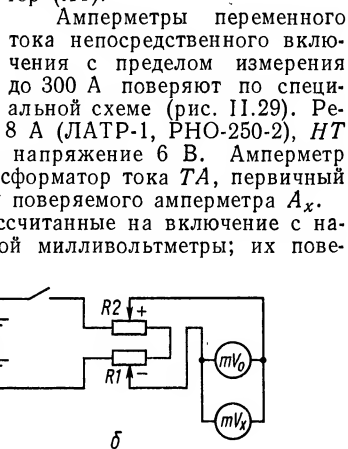 Амперметры переменного
тока непосредственного вклю-
чения с пределом измерения
до 300 А поверяют по специ-
альной схеме (рис. II.29). Ре-
8 А (ЛАТР-1, РНО-250-2), НТ
напряжение 6 В. Амперметр
сформатор тока ТА, первичный
поверяемого амперметра Aₓ.
ссчитанные на включение с на-
ой милливольтметры; их пове-
R2 +
R1 −
mV₀
mVₓ
б